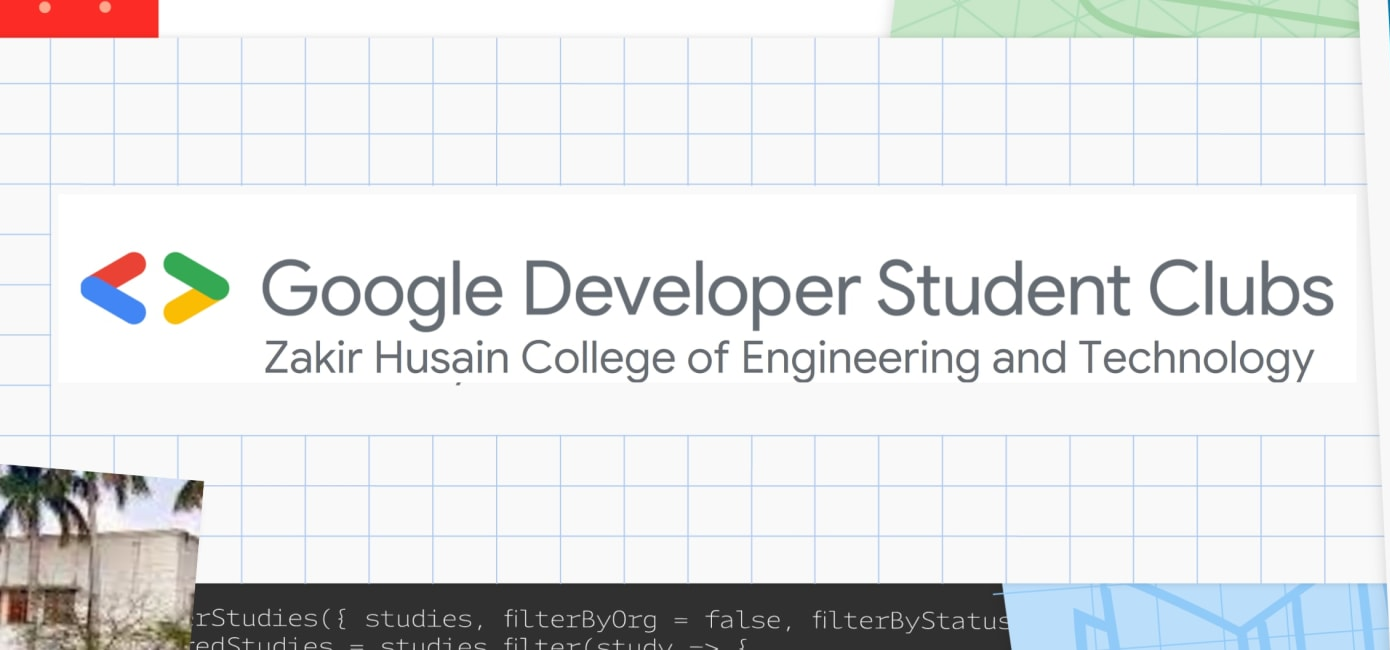 Google Developer Student Clubs
Zakir Husain College of Engineering and Technology
rStudies({ studies, filterByOrg = false, filterByStatus
redStudies = studies.filter(study => {